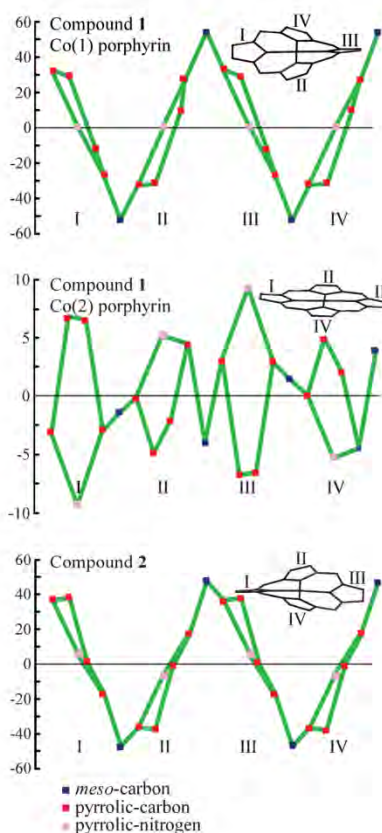 Compound 1
Co(1) porphyrin
IV
I
III
II
60
40
20
0
-20
-40
-60
I
II
III
IV
Compound 1
Co(2) porphyrin
II
I
IV
10
5
0
-5
-10
I
II
III
IV
Compound 2
II
I
III
IV
60
40
20
0
-20
-40
-60
I
II
III
IV
meso-carbon
pyrrolic-carbon
pyrrolic-nitrogen